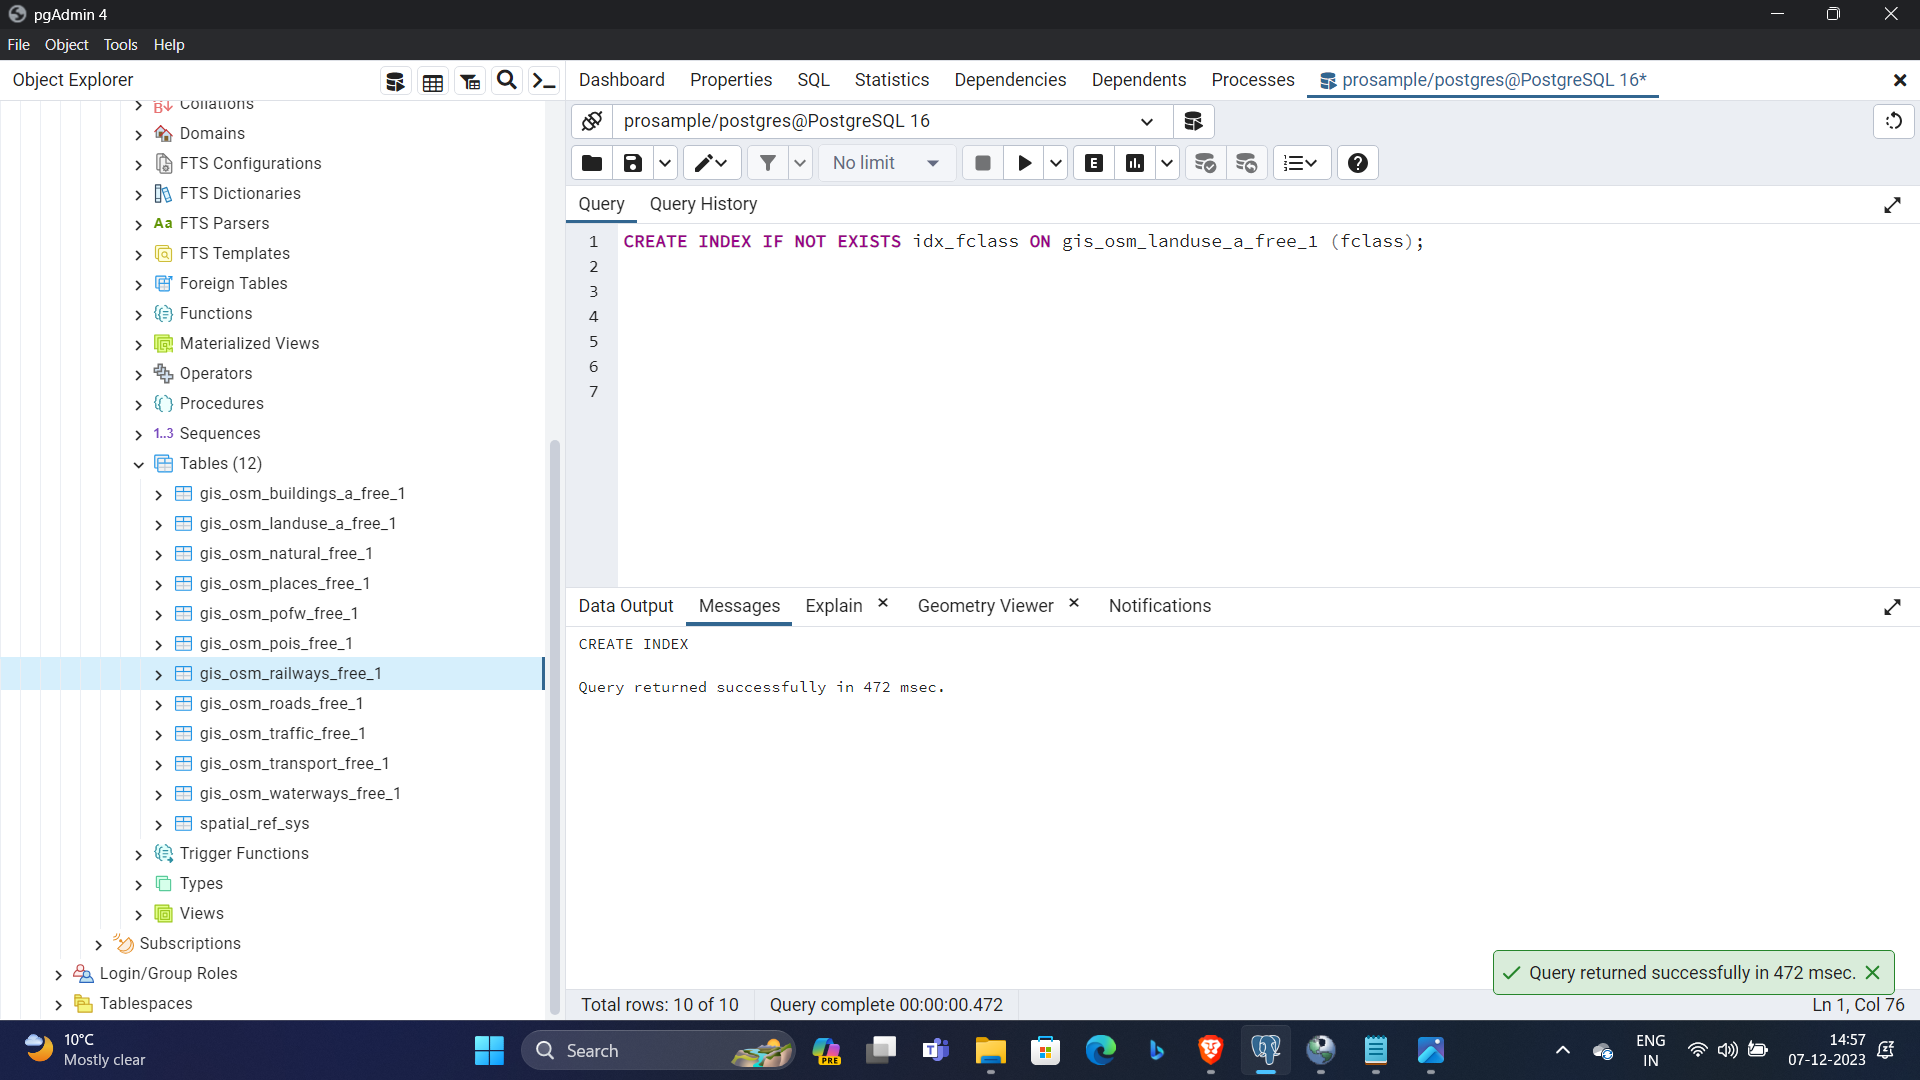 pgAdmin 4
File Object Tools Help
Object Explorer
Dashboard Properties SQL Statistics Dependencies Dependents Processes prosample/postgres@PostgreSQL 16*
prosample/postgres@PostgreSQL 16
No limit
E
Query Query History
1 CREATE INDEX IF NOT EXISTS idx_fclass ON gis_osm_landuse_a_free_1 (fclass);
2
3
4
5
6
7
Collations
Domains
FTS Configurations
FTS Dictionaries
Aa FTS Parsers
FTS Templates
Foreign Tables
Functions
Materialized Views
Operators
Procedures
1..3 Sequences
Tables (12)
gis_osm_buildings_a_free_1
gis_osm_landuse_a_free_1
gis_osm_natural_free_1
gis_osm_places_free_1
gis_osm_pofw_free_1
gis_osm_pois_free_1
gis_osm_railways_free_1
gis_osm_roads_free_1
gis_osm_traffic_free_1
gis_osm_transport_free_1
gis_osm_waterways_free_1
spatial_ref_sys
Trigger Functions
Types
Views
Subscriptions
Login/Group Roles
Tablespaces
Data Output Messages Explain Geometry Viewer Notifications
CREATE INDEX
Query returned successfully in 472 msec.
Query returned successfully in 472 msec.
Total rows: 10 of 10 Query complete 00:00:00.472 Ln 1, Col 76
10°C
Mostly clear
Search
PRE
ENG
IN
14:57
07-12-2023